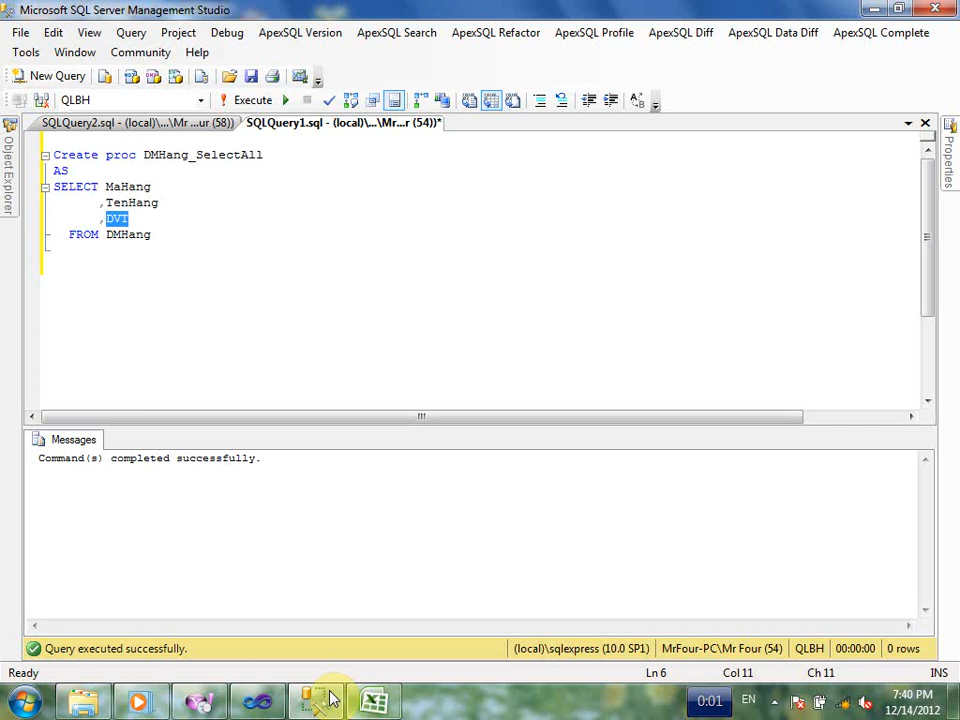 Microsoft SQL Server Management Studio
File Edit View Query Project Debug ApexSQL Version ApexSQL Search ApexSQL Refactor ApexSQL Profile ApexSQL Diff ApexSQL Data Diff ApexSQL Complete
Tools Window Community Help
New Query
QLBH Execute
SQLQuery2.sql - (local)\...\Mr ...ur (58)) SQLQuery1.sql - (local)\...\Mr...r (54))*
Object Explorer
Properties
Create proc DMHang_SelectAll
AS
SELECT MaHang
,TenHang
,DVT
FROM DMHang
Messages
Command(s) completed successfully.
Query executed successfully. (local)\sqlexpress (10.0 SP1) MrFour-PC\Mr Four (54) QLBH 00:00:00 0 rows
Ready Ln 6 Col 11 Ch 11 INS
0:01 EN 7:40 PM
12/14/2012